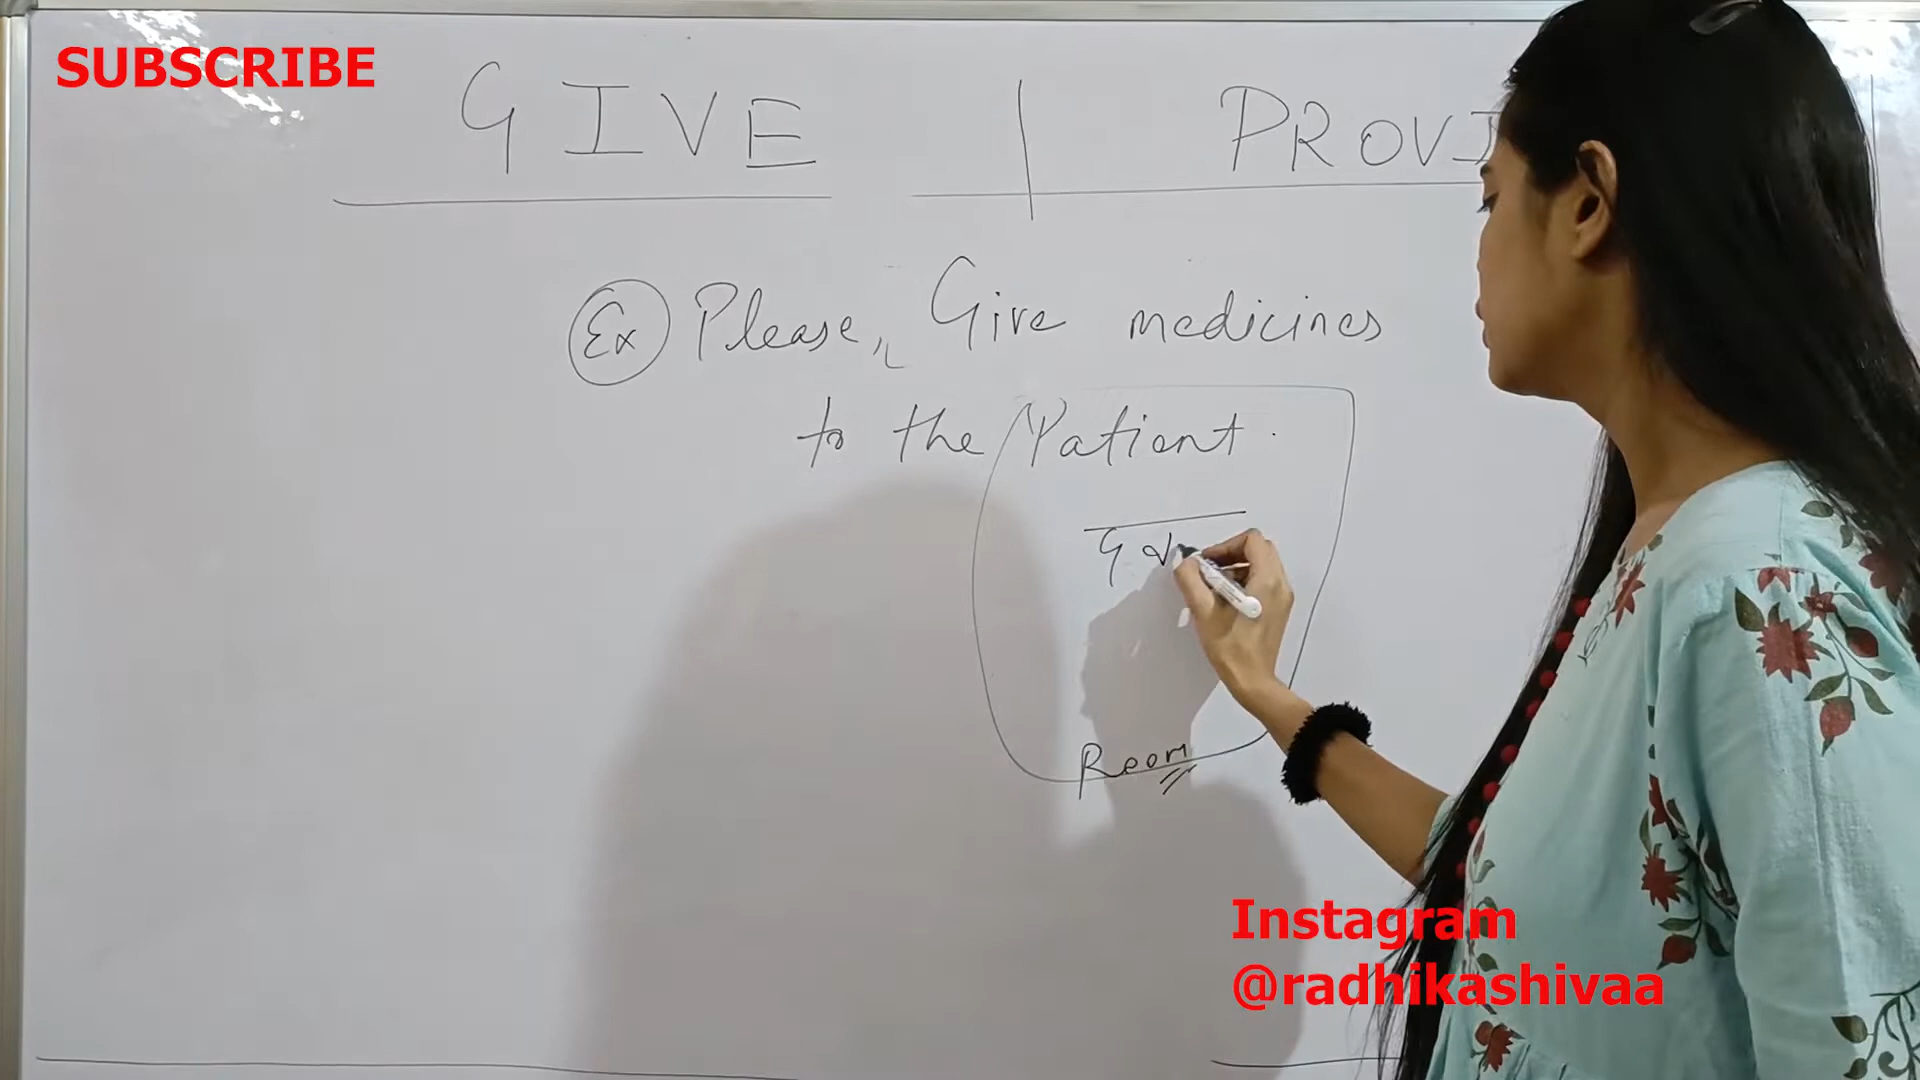 SUBSCRIBE
GIVE | PROVI
Ex Please, Give medicines
to the Patient.
Room
Instagram
@radhikashivaa